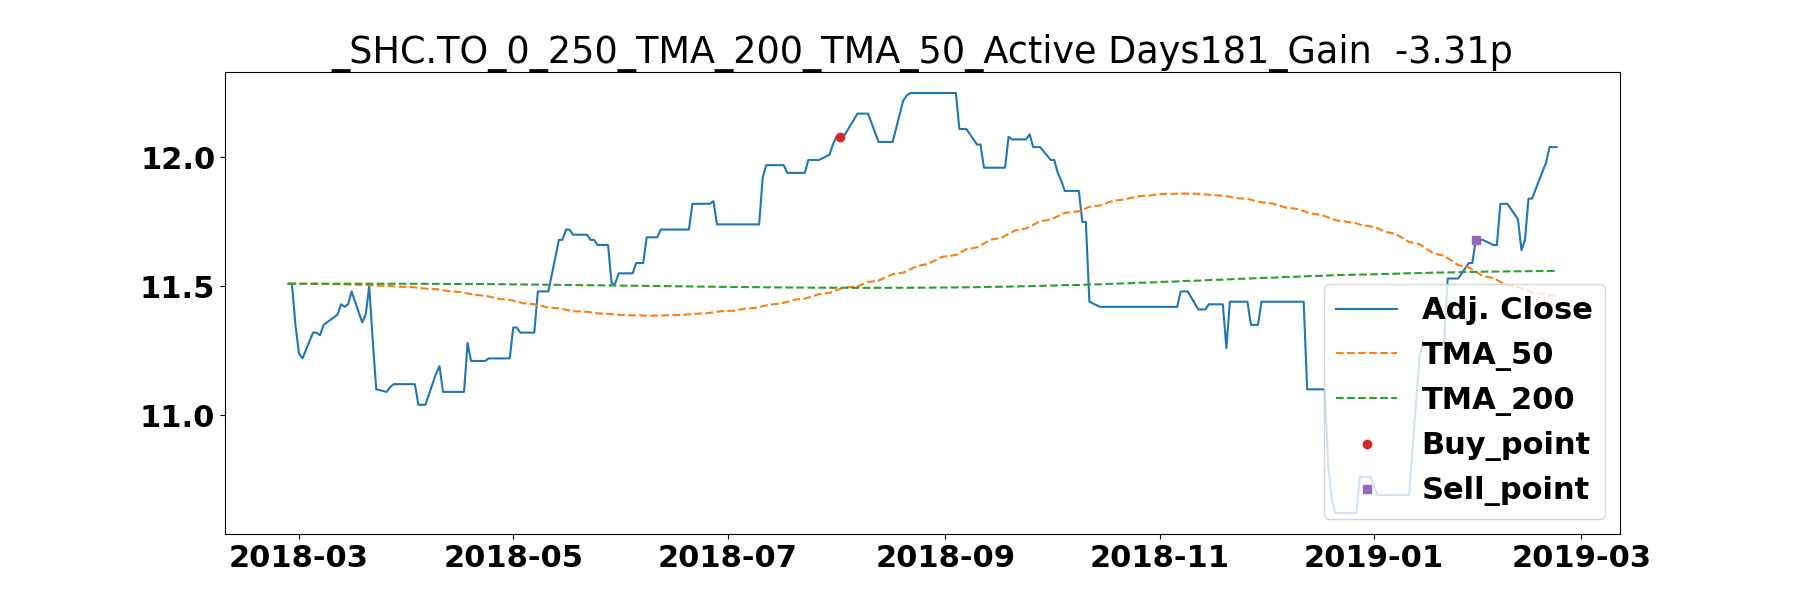 _SHC.TO_0_250_TMA_200_TMA_50_Active Days181_Gain  -3.31p
12.0
11.5
11.0
Adj. Close
TMA_50
TMA_200
Buy_point
Sell_point
2018-03 2018-05 2018-07 2018-09 2018-11 2019-01 2019-03